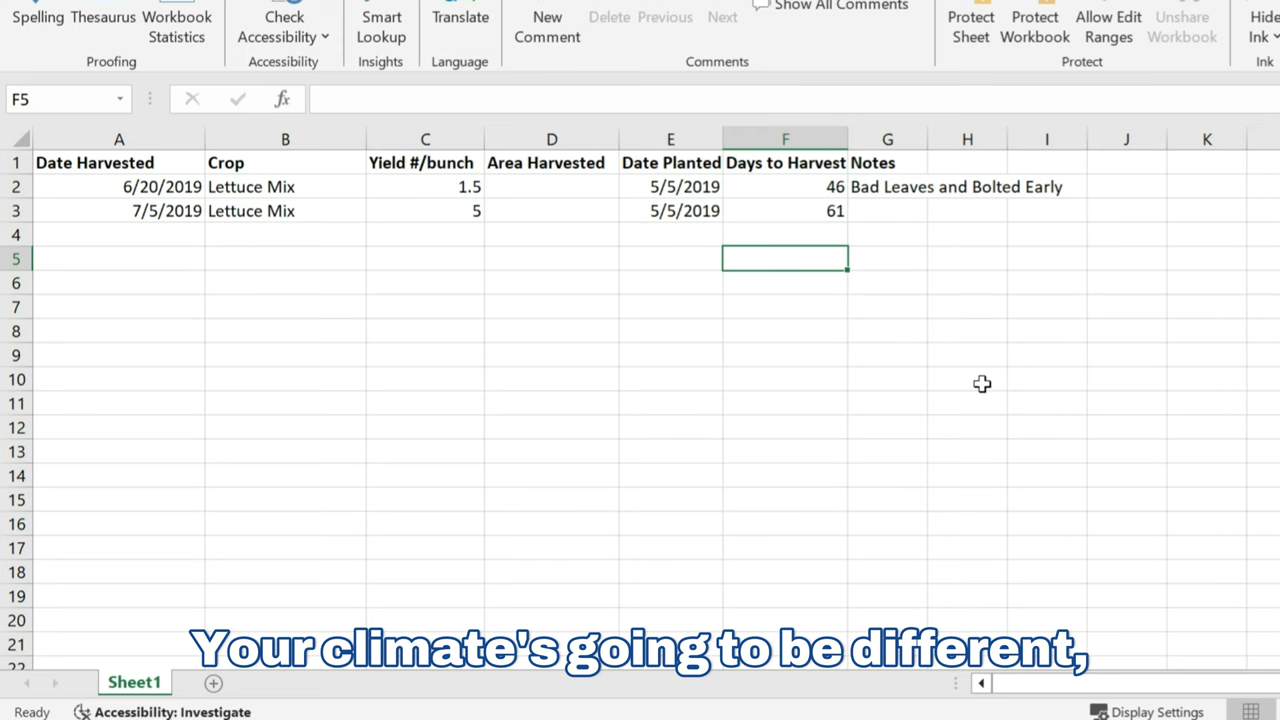 Spelling Thesaurus Workbook Statistics Check Accessibility Smart Lookup Translate New Comment Delete Previous Next Show All Comments Protect Sheet Protect Workbook Allow Edit Ranges Unshare Workbook Hide Ink
Proofing Accessibility Insights Language Comments Protect Ink
F5 fx
A B C D E F G H I J K
1 Date Harvested Crop Yield #/bunch Area Harvested Date Planted Days to Harvest Notes
2 6/20/2019 Lettuce Mix 1.5 5/5/2019 46 Bad Leaves and Bolted Early
3 7/5/2019 Lettuce Mix 5 5/5/2019 61
4
5
6
7
8
9
10
11
12
13
14
15
16
17
18
19
20
21
22
Your climate's going to be different,
Sheet1
Ready Accessibility: Investigate Display Settings